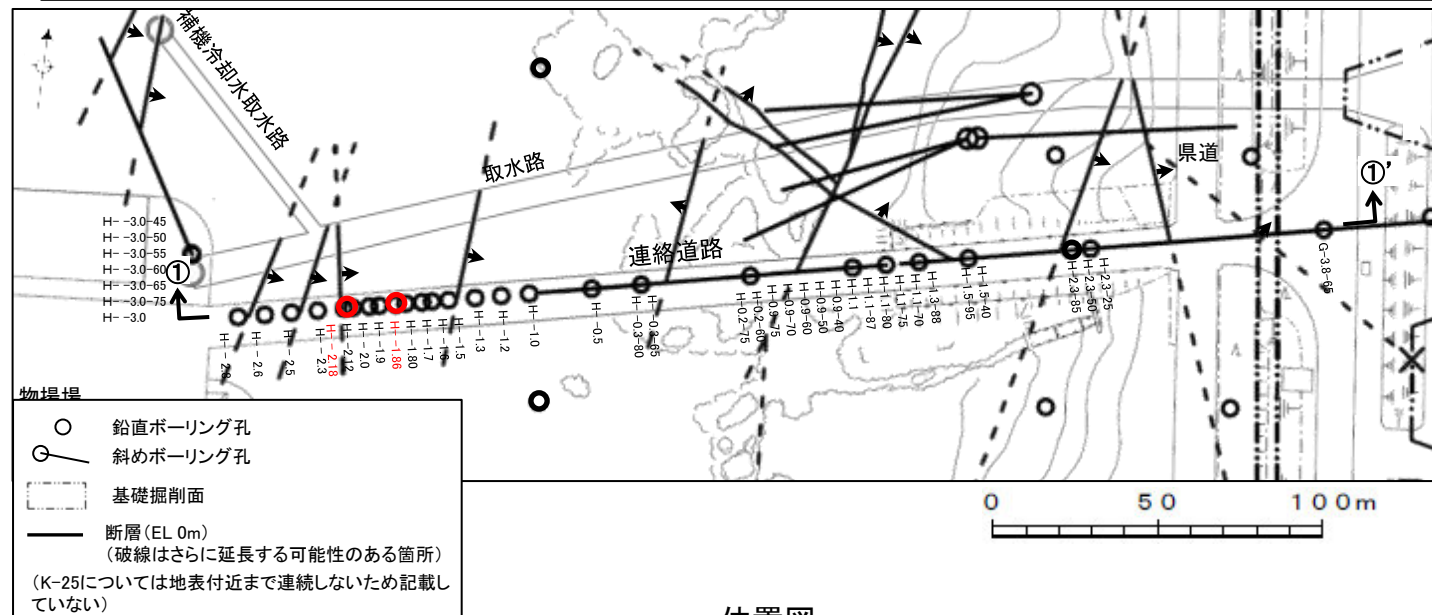 補機冷却水取水路
取水路
連絡道路
県道
①
①'
H- -3.0-45
H- -3.0-50
H- -3.0-55
H- -3.0-60
H- -3.0-65
H- -3.0-75
H- -3.0
H- -2.8
H- -2.6
H- -2.5
H- -2.3
H- -2.18
H- -2.12
H- -2.0
H- -1.9
H- -1.86
H- -1.80
H- -1.7
H- -1.6
H- -1.5
H- -1.3
H- -1.2
H- -1.0
H- -0.5
H- -0.3-80
H- -0.3-65
H-0.2-75
H-0.2-60
H-0.9-75
H-0.9-70
H-0.9-60
H-0.9-50
H-0.9-40
H-1.1
H-1.1-87
H-1.1-80
H-1.1-75
H-1.1-70
H-1.3-88
H-1.5-95
H-1.5-40
H-2.3-85
H-2.3-50
H-2.3-25
G-3.8-65
物揚場
鉛直ボーリング孔
斜めボーリング孔
基礎掘削面
断層(EL 0m)
(破線はさらに延長する可能性のある箇所)
(K-25については地表付近まで連続しないため記載し
ていない)
0 50 100m
位置図